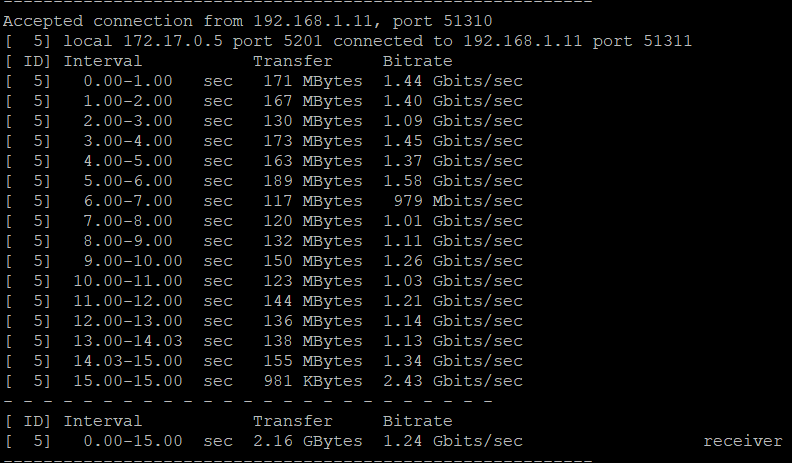 -----------------------------------------------------------
Accepted connection from 192.168.1.11, port 51310
[  5] local 172.17.0.5 port 5201 connected to 192.168.1.11 port 51311
[ ID] Interval           Transfer     Bitrate
[  5]   0.00-1.00   sec   171 MBytes  1.44 Gbits/sec
[  5]   1.00-2.00   sec   167 MBytes  1.40 Gbits/sec
[  5]   2.00-3.00   sec   130 MBytes  1.09 Gbits/sec
[  5]   3.00-4.00   sec   173 MBytes  1.45 Gbits/sec
[  5]   4.00-5.00   sec   163 MBytes  1.37 Gbits/sec
[  5]   5.00-6.00   sec   189 MBytes  1.58 Gbits/sec
[  5]   6.00-7.00   sec   117 MBytes   979 Mbits/sec
[  5]   7.00-8.00   sec   120 MBytes  1.01 Gbits/sec
[  5]   8.00-9.00   sec   132 MBytes  1.11 Gbits/sec
[  5]   9.00-10.00  sec   150 MBytes  1.26 Gbits/sec
[  5]  10.00-11.00  sec   123 MBytes  1.03 Gbits/sec
[  5]  11.00-12.00  sec   144 MBytes  1.21 Gbits/sec
[  5]  12.00-13.00  sec   136 MBytes  1.14 Gbits/sec
[  5]  13.00-14.03  sec   138 MBytes  1.13 Gbits/sec
[  5]  14.03-15.00  sec   155 MBytes  1.34 Gbits/sec
[  5]  15.00-15.00  sec   981 KBytes  2.43 Gbits/sec
- - - - - - - - - - - - - - - - - - - - - - - - -
[ ID] Interval           Transfer     Bitrate
[  5]   0.00-15.00  sec  2.16 GBytes  1.24 Gbits/sec                  receiver
-----------------------------------------------------------